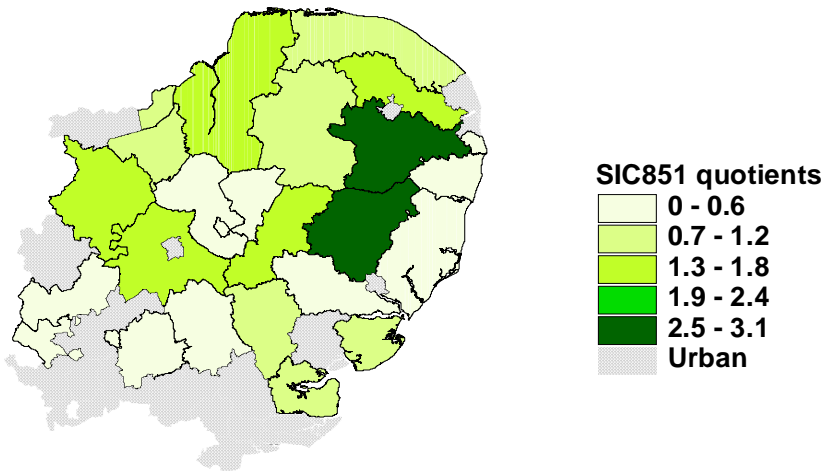 SIC851 quotients
0 - 0.6
0.7 - 1.2
1.3 - 1.8
1.9 - 2.4
2.5 - 3.1
Urban